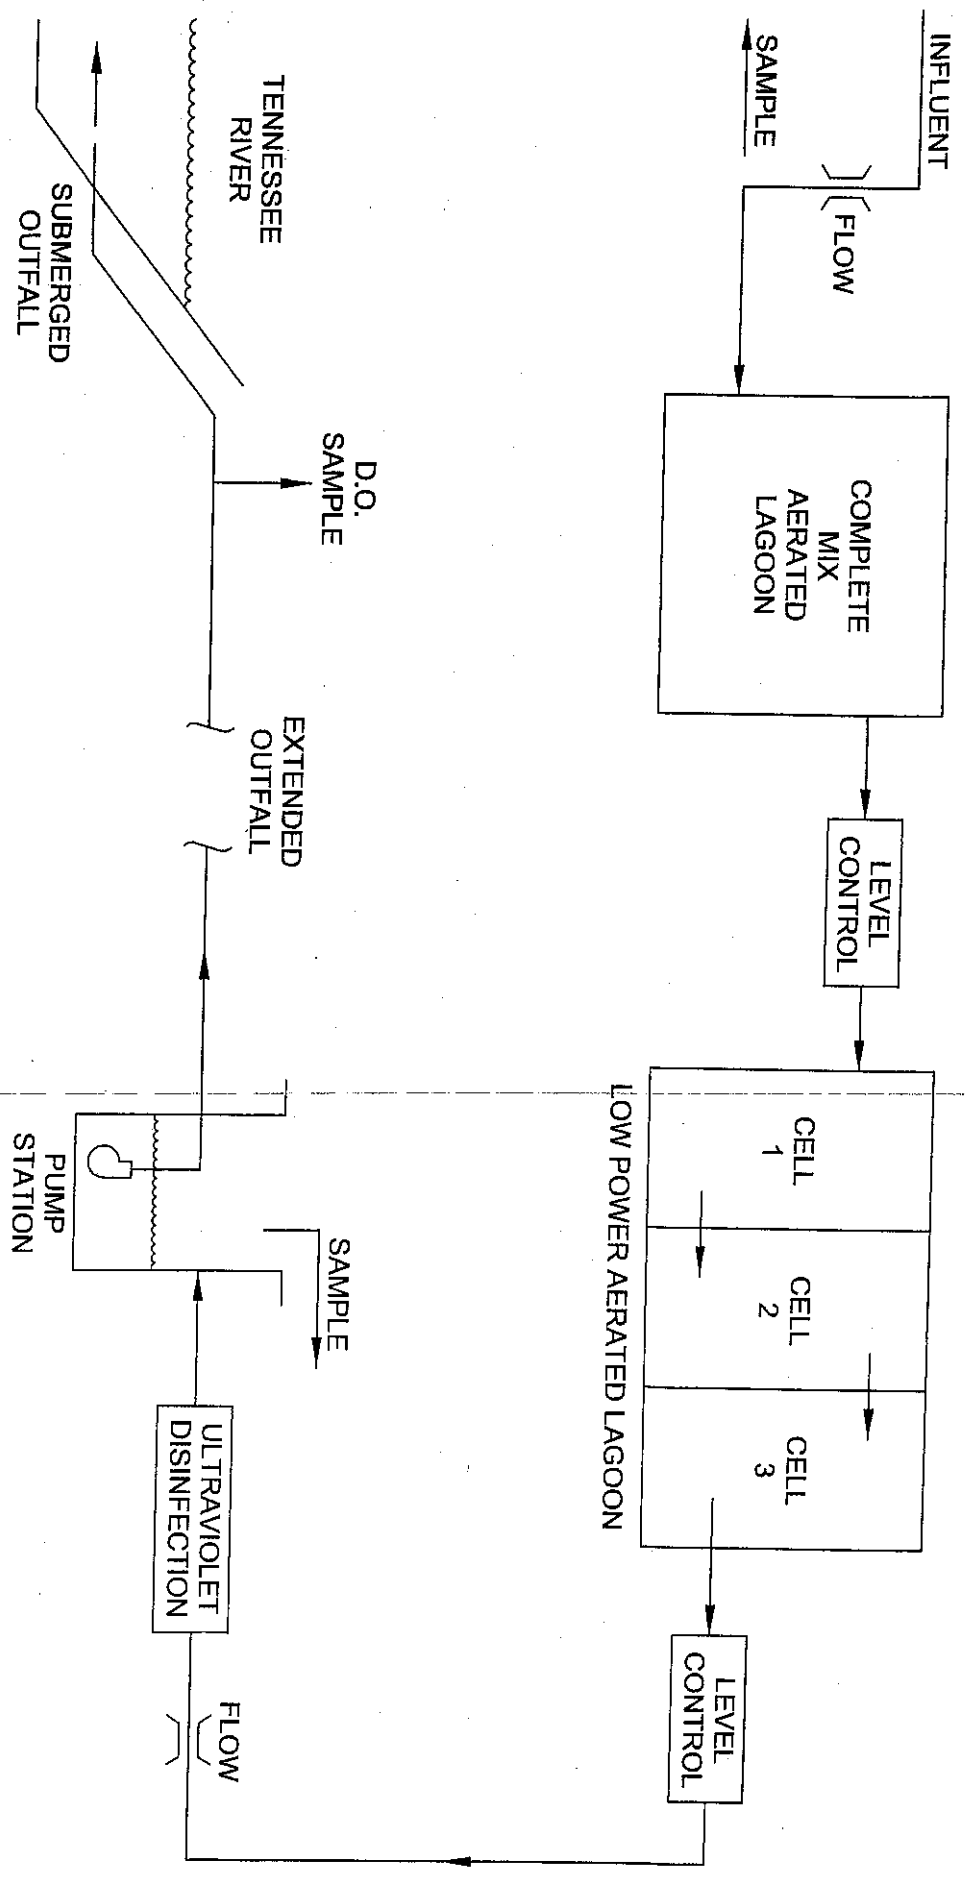 INFLUENT
SAMPLE
FLOW
COMPLETE
MIX
AERATED
LAGOON
LEVEL
CONTROL
CELL
1
CELL
2
CELL
3
LOW POWER AERATED LAGOON
LEVEL
CONTROL
FLOW
ULTRAVIOLET
DISINFECTION
SAMPLE
PUMP
STATION
EXTENDED
OUTFALL
D.O.
SAMPLE
TENNESSEE
RIVER
SUBMERGED
OUTFALL